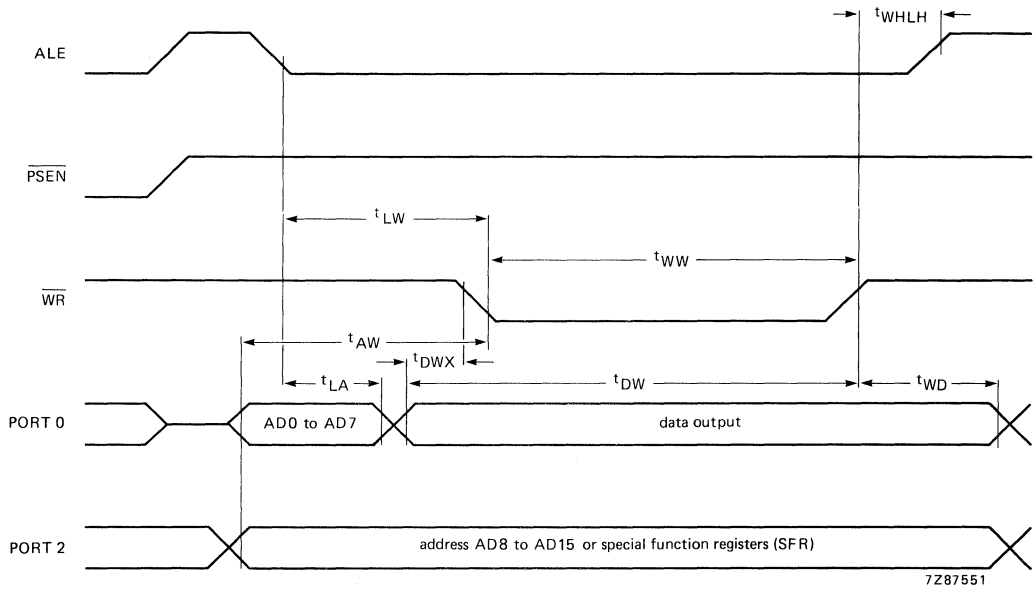 tWHLH
ALE
PSEN
tLW
tWW
WR
tAW
tDWX
tLA
tDW
tWD
PORT 0
AD0 to AD7
data output
PORT 2
address AD8 to AD15 or special function registers (SFR)
7Z87551